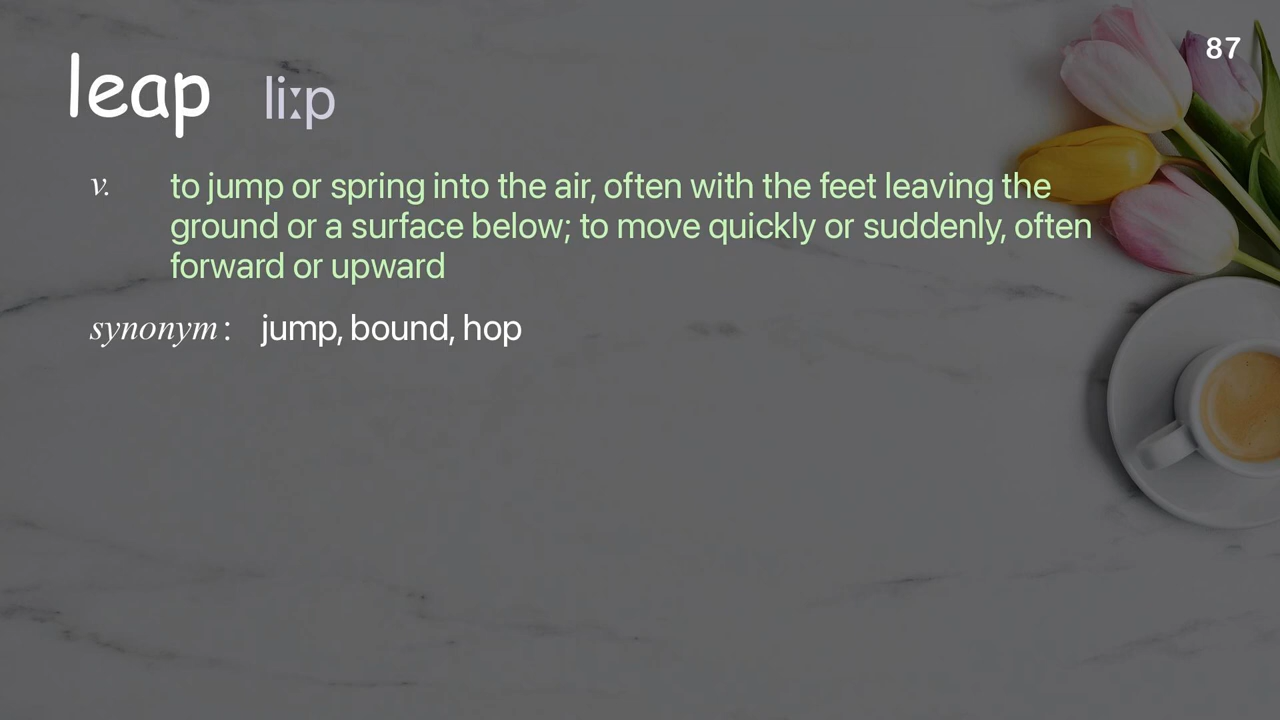 87
leap li:p
v. to jump or spring into the air, often with the feet leaving the
ground or a surface below; to move quickly or suddenly, often
forward or upward
synonym: jump, bound, hop